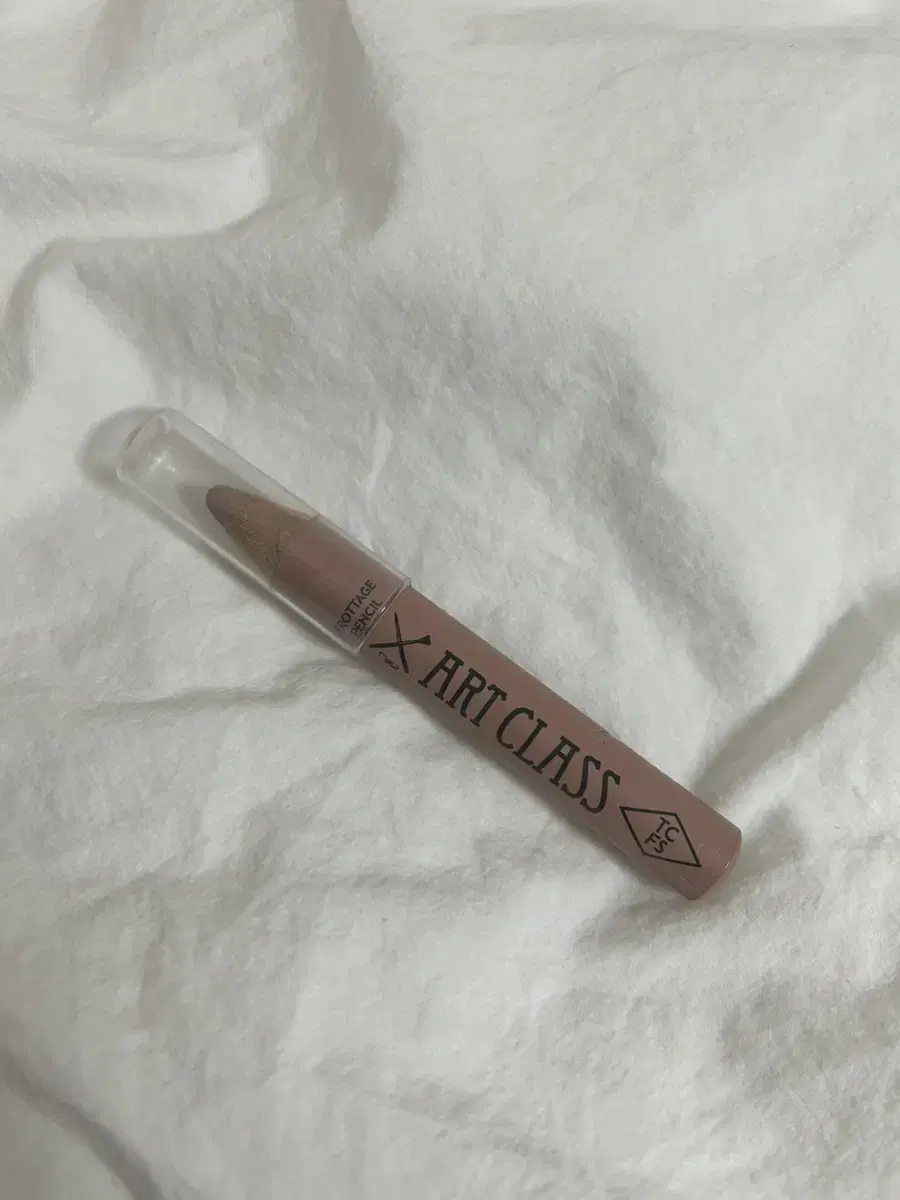 FROTTAGE
PENCIL
ART CLASS
TC
FS